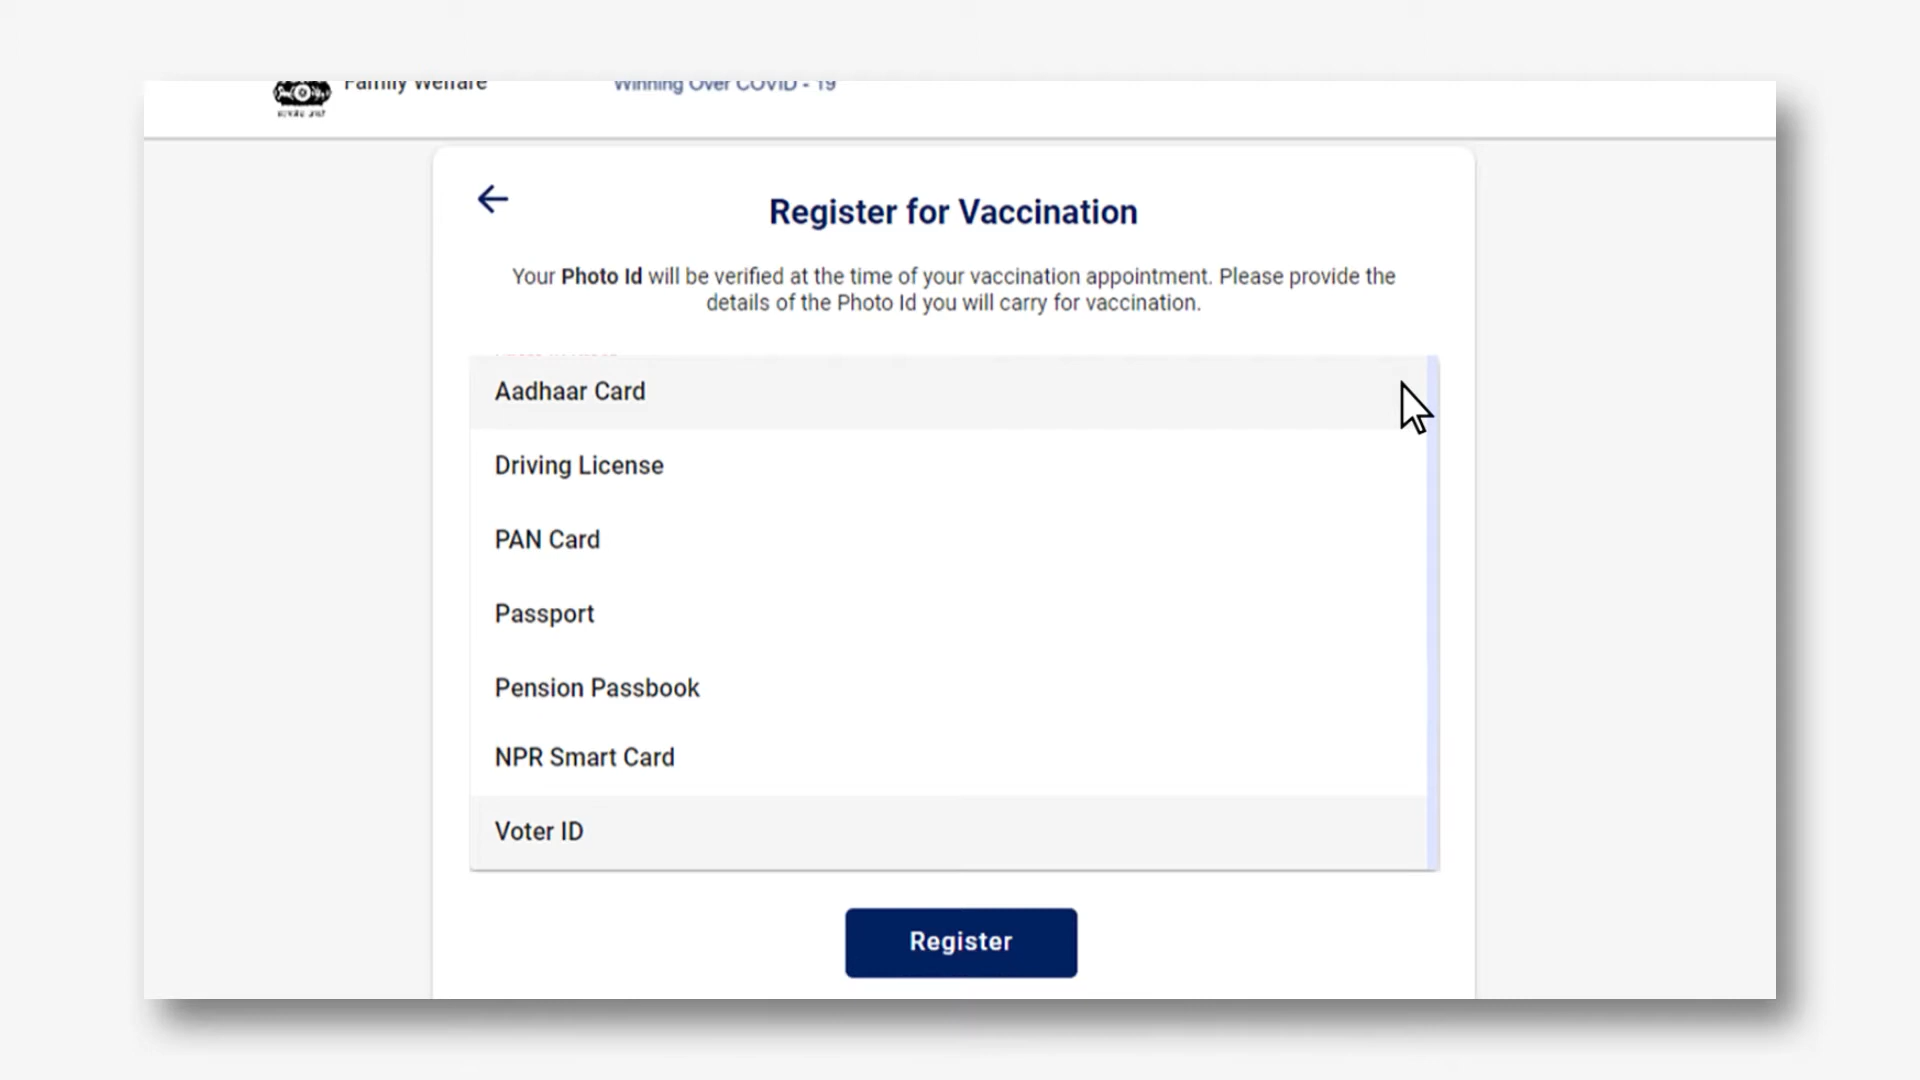 Family Welfare
Winning Over COVID - 19
Register for Vaccination
Your Photo Id will be verified at the time of your vaccination appointment. Please provide the
details of the Photo Id you will carry for vaccination.
Aadhaar Card
Driving License
PAN Card
Passport
Pension Passbook
NPR Smart Card
Voter ID
Register